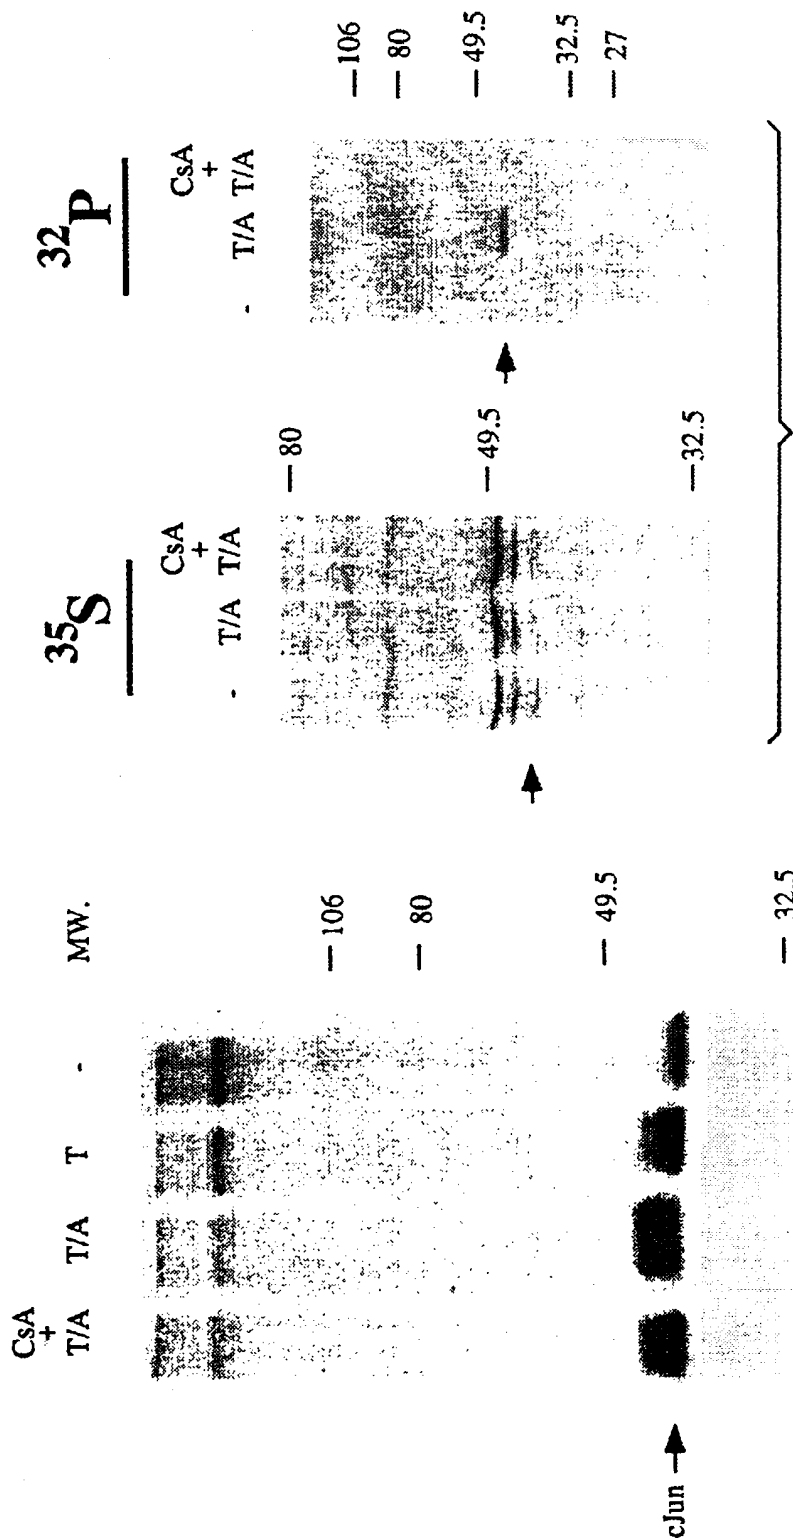 CsA
+
T/A T/A T - MW.
106
80
49.5
32.5
cJun
35S
CsA
+
- T/A T/A
80
49.5
32.5
32P
CsA
+
- T/A T/A
106
80
49.5
32.5
27